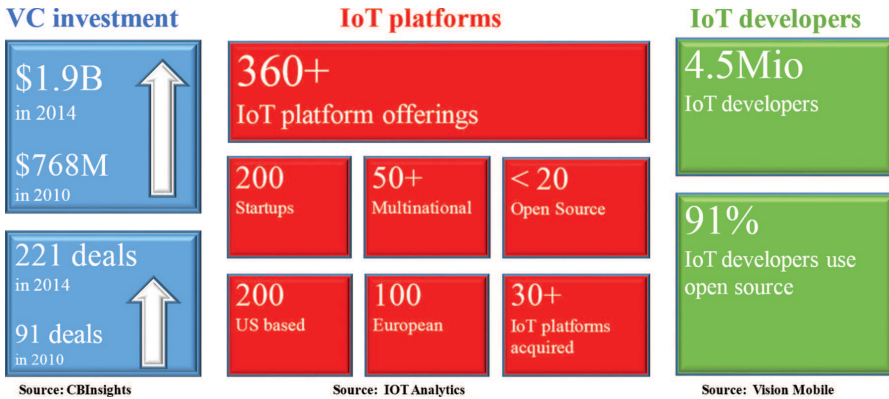 VC investment
$1.9B
in 2014
$768M
in 2010
221 deals
in 2014
91 deals
in 2010
Source: CBInsights
IoT platforms
360+
IoT platform offerings
200
Startups
50+
Multinational
< 20
Open Source
200
US based
100
European
30+
IoT platforms
acquired
Source: IOT Analytics
IoT developers
4.5Mio
IoT developers
91%
IoT developers use
open source
Source: Vision Mobile